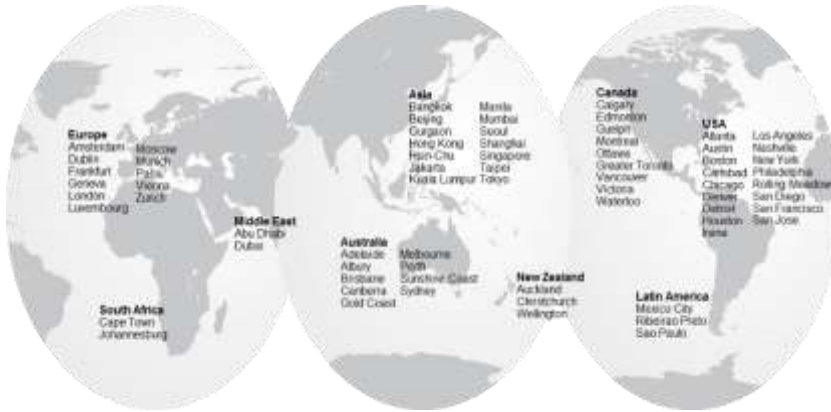 Europe
Amsterdam
Dublin
Frankfurt
Geneva
London
Luxembourg
Moscow
Munich
Paris
Vienna
Zurich
Middle East
Abu Dhabi
Dubai
South Africa
Cape Town
Johannesburg
Asia
Bangkok
Beijing
Gurgaon
Hong Kong
Hsin-Chu
Jakarta
Kuala Lumpur
Manila
Mumbai
Seoul
Shanghai
Singapore
Taipei
Tokyo
Australia
Adelaide
Albury
Brisbane
Canberra
Gold Coast
Melbourne
Perth
Sunshine Coast
Sydney
New Zealand
Auckland
Christchurch
Wellington
Canada
Calgary
Edmonton
Guelph
Montreal
Ottawa
Greater Toronto
Vancouver
Victoria
Waterloo
USA
Atlanta
Austin
Boston
Carlsbad
Chicago
Denver
Detroit
Houston
Irvine
Los Angeles
Nashville
New York
Philadelphia
Rolling Meadows
San Diego
San Francisco
San Jose
Latin America
Mexico City
Ribeirao Preto
Sao Paulo